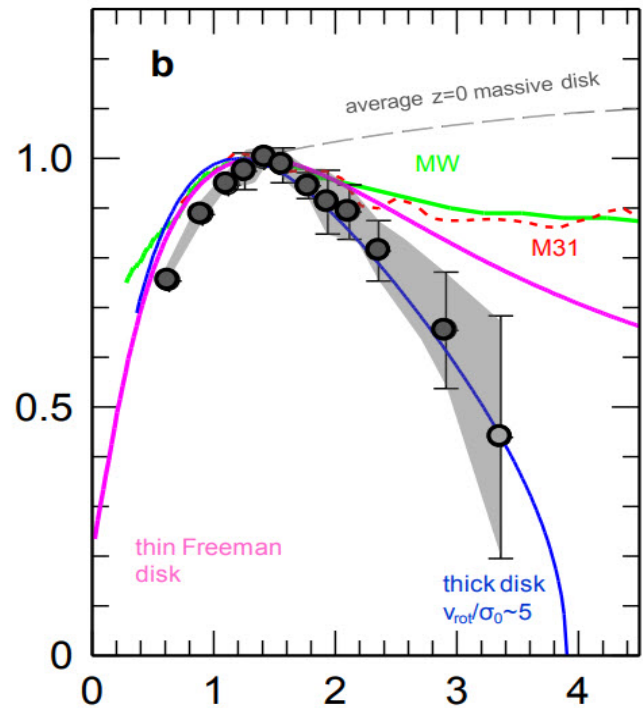 b
average z=0 massive disk
1.0
MW
M31
0.5
thin Freeman
disk
thick disk
v_rot/σ₀~5
0
0 1 2 3 4